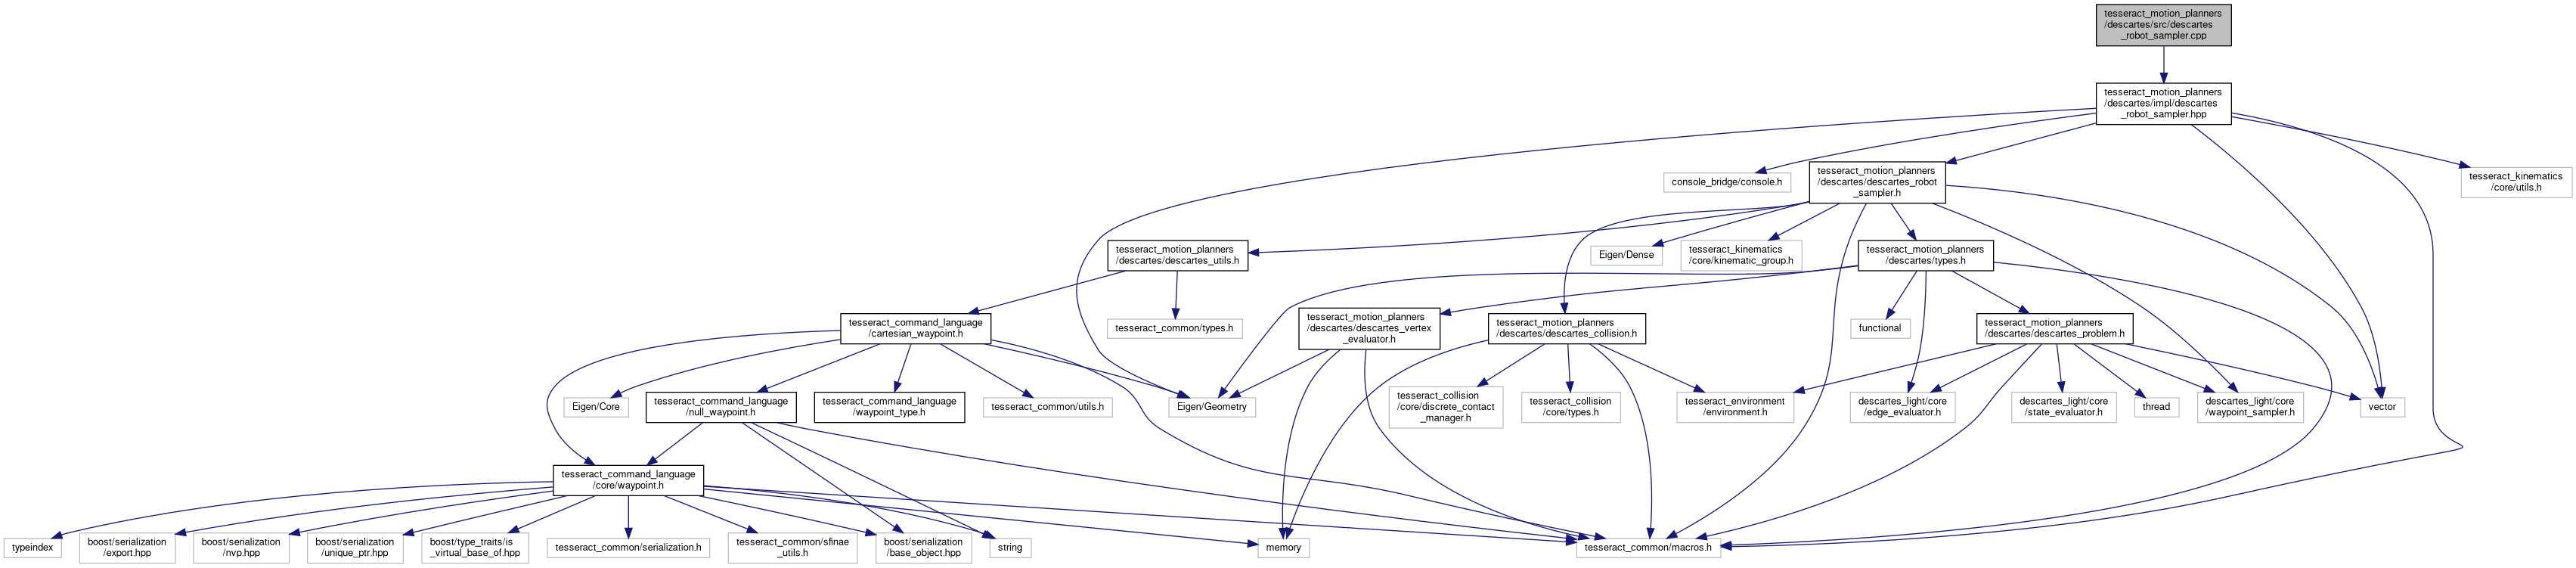 tesseract_motion_planners
/descartes/src/descartes
_robot_sampler.cpp
tesseract_motion_planners
/descartes/impl/descartes
_robot_sampler.hpp
console_bridge/console.h
tesseract_motion_planners
/descartes/descartes_robot
_sampler.h
tesseract_kinematics
/core/utils.h
tesseract_motion_planners
/descartes/descartes_utils.h
Eigen/Dense
tesseract_kinematics
/core/kinematic_group.h
tesseract_motion_planners
/descartes/types.h
tesseract_command_language
/cartesian_waypoint.h
tesseract_common/types.h
tesseract_motion_planners
/descartes/descartes_vertex
_evaluator.h
tesseract_motion_planners
/descartes/descartes_collision.h
functional
tesseract_motion_planners
/descartes/descartes_problem.h
Eigen/Core
tesseract_command_language
/null_waypoint.h
tesseract_command_language
/waypoint_type.h
tesseract_common/utils.h
Eigen/Geometry
tesseract_collision
/core/discrete_contact
_manager.h
tesseract_collision
/core/types.h
tesseract_environment
/environment.h
descartes_light/core
/edge_evaluator.h
descartes_light/core
/state_evaluator.h
thread
descartes_light/core
/waypoint_sampler.h
vector
tesseract_command_language
/core/waypoint.h
typeindex
boost/serialization
/export.hpp
boost/serialization
/nvp.hpp
boost/serialization
/unique_ptr.hpp
boost/type_traits/is
_virtual_base_of.hpp
tesseract_common/serialization.h
tesseract_common/sfinae
_utils.h
boost/serialization
/base_object.hpp
string
memory
tesseract_common/macros.h